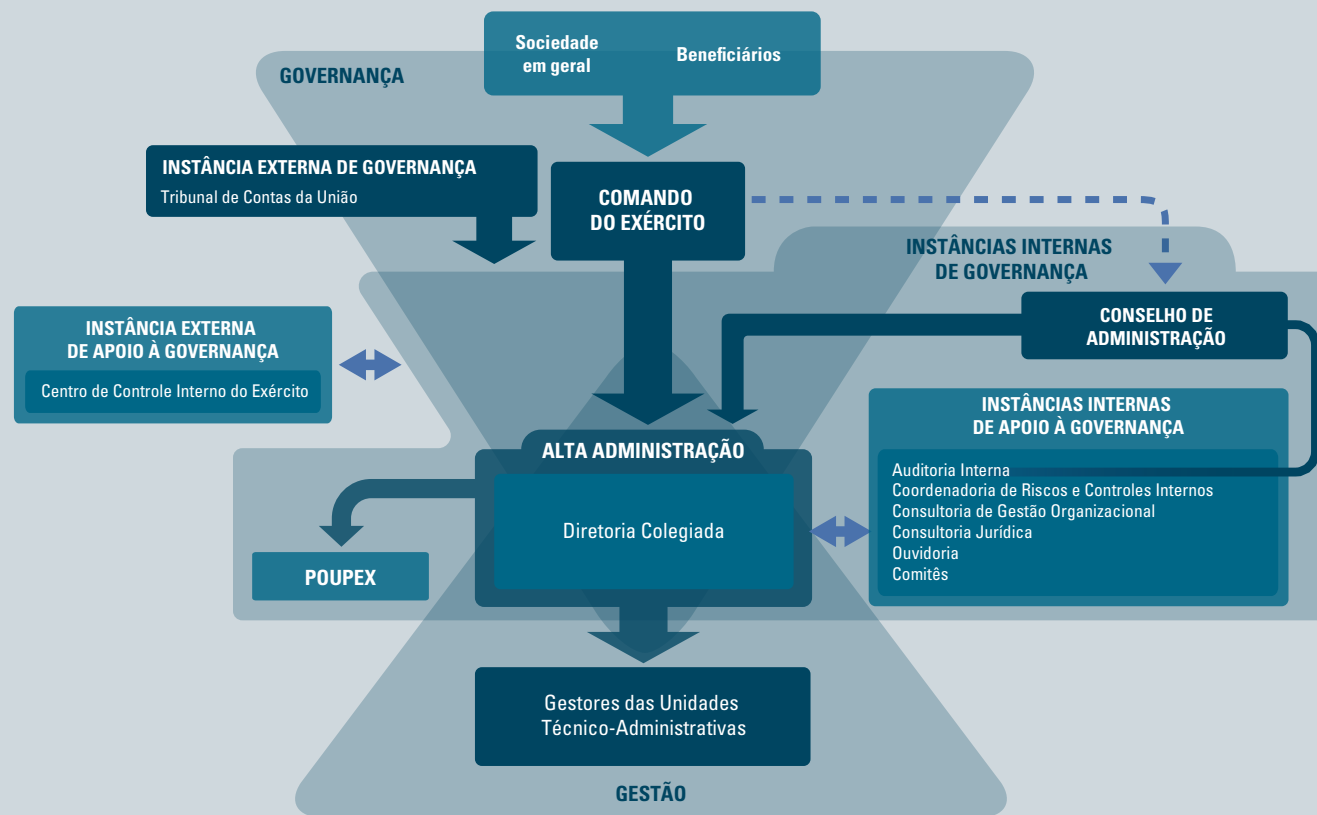 Sociedade
em geral
Beneficiários
GOVERNANÇA
INSTÂNCIA EXTERNA DE GOVERNANÇA
Tribunal de Contas da União
COMANDO
DO EXÉRCITO
INSTÂNCIAS INTERNAS
DE GOVERNANÇA
CONSELHO DE
ADMINISTRAÇÃO
INSTÂNCIA EXTERNA
DE APOIO À GOVERNANÇA
Centro de Controle Interno do Exército
INSTÂNCIAS INTERNAS
DE APOIO À GOVERNANÇA
Auditoria Interna
Coordenadoria de Riscos e Controles Internos
Consultoria de Gestão Organizacional
Consultoria Jurídica
Ouvidoria
Comitês
ALTA ADMINISTRAÇÃO
Diretoria Colegiada
POUPEX
Gestores das Unidades
Técnico-Administrativas
GESTÃO